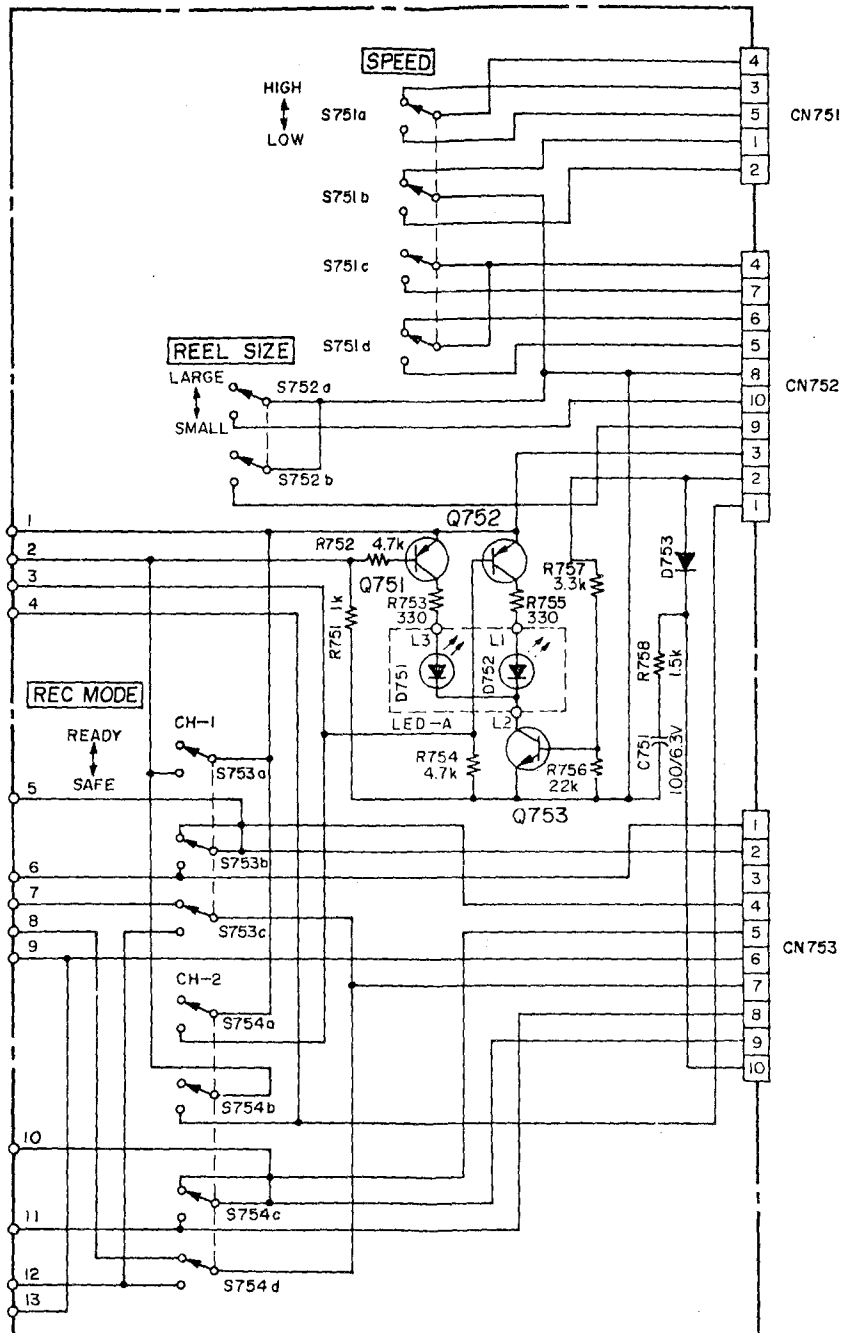 SPEED
HIGH
LOW
S751a
S751b
S751c
S751d
4
3
5
1
2
CN751
REEL SIZE
LARGE
SMALL
S752a
S752b
4
7
6
5
8
10
9
3
2
1
CN752
1
2
3
4
R752
4.7k
Q752
Q751
R751 1k
R753
330
R755
330
R757
3.3k
D753
L3
L1
D751
D752
LED-A
L2
R758
1.5k
C751
100/6.3V
R754
4.7k
R756
22k
Q753
REC MODE
READY
SAFE
CH-1
S753a
S753b
S753c
5
6
7
8
9
1
2
3
4
5
6
7
8
9
10
CN753
CH-2
S754a
S754b
S754c
S754d
10
11
12
13